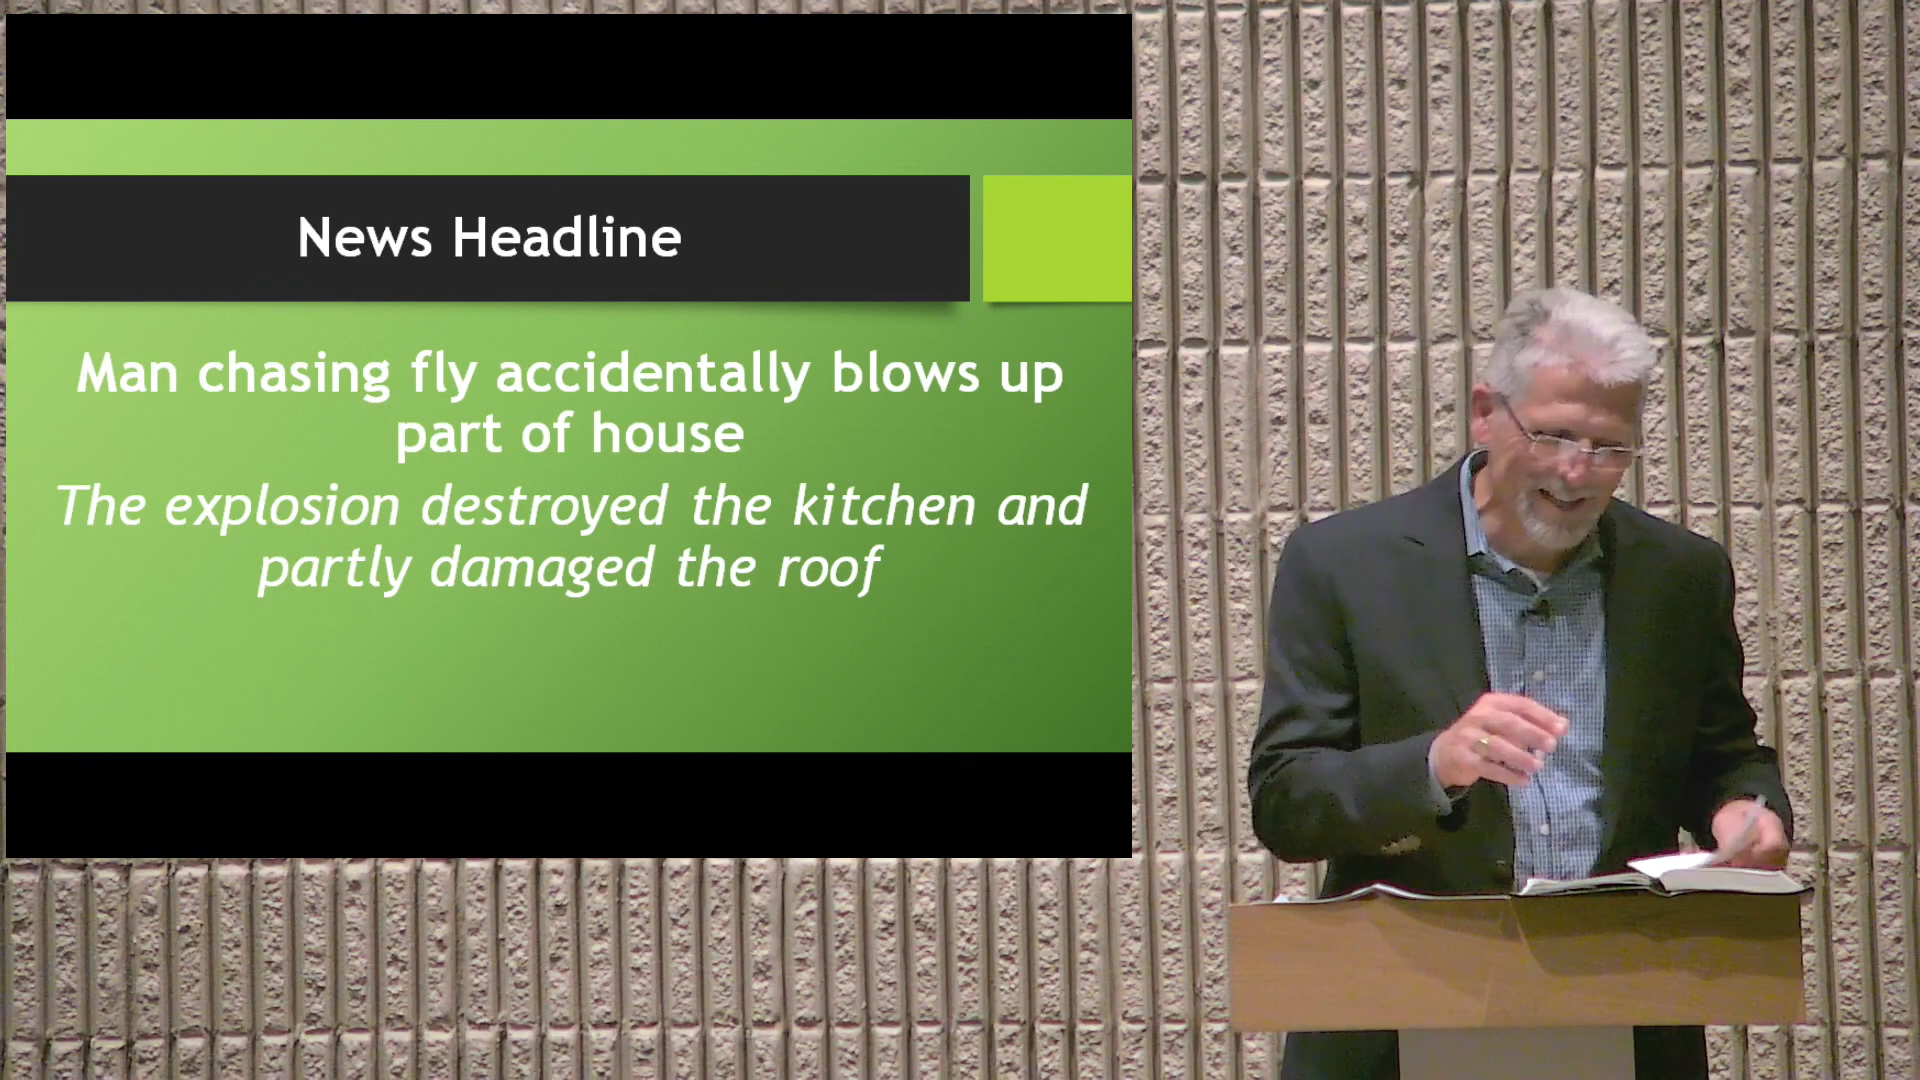 News Headline
Man chasing fly accidentally blows up
part of house
The explosion destroyed the kitchen and
partly damaged the roof